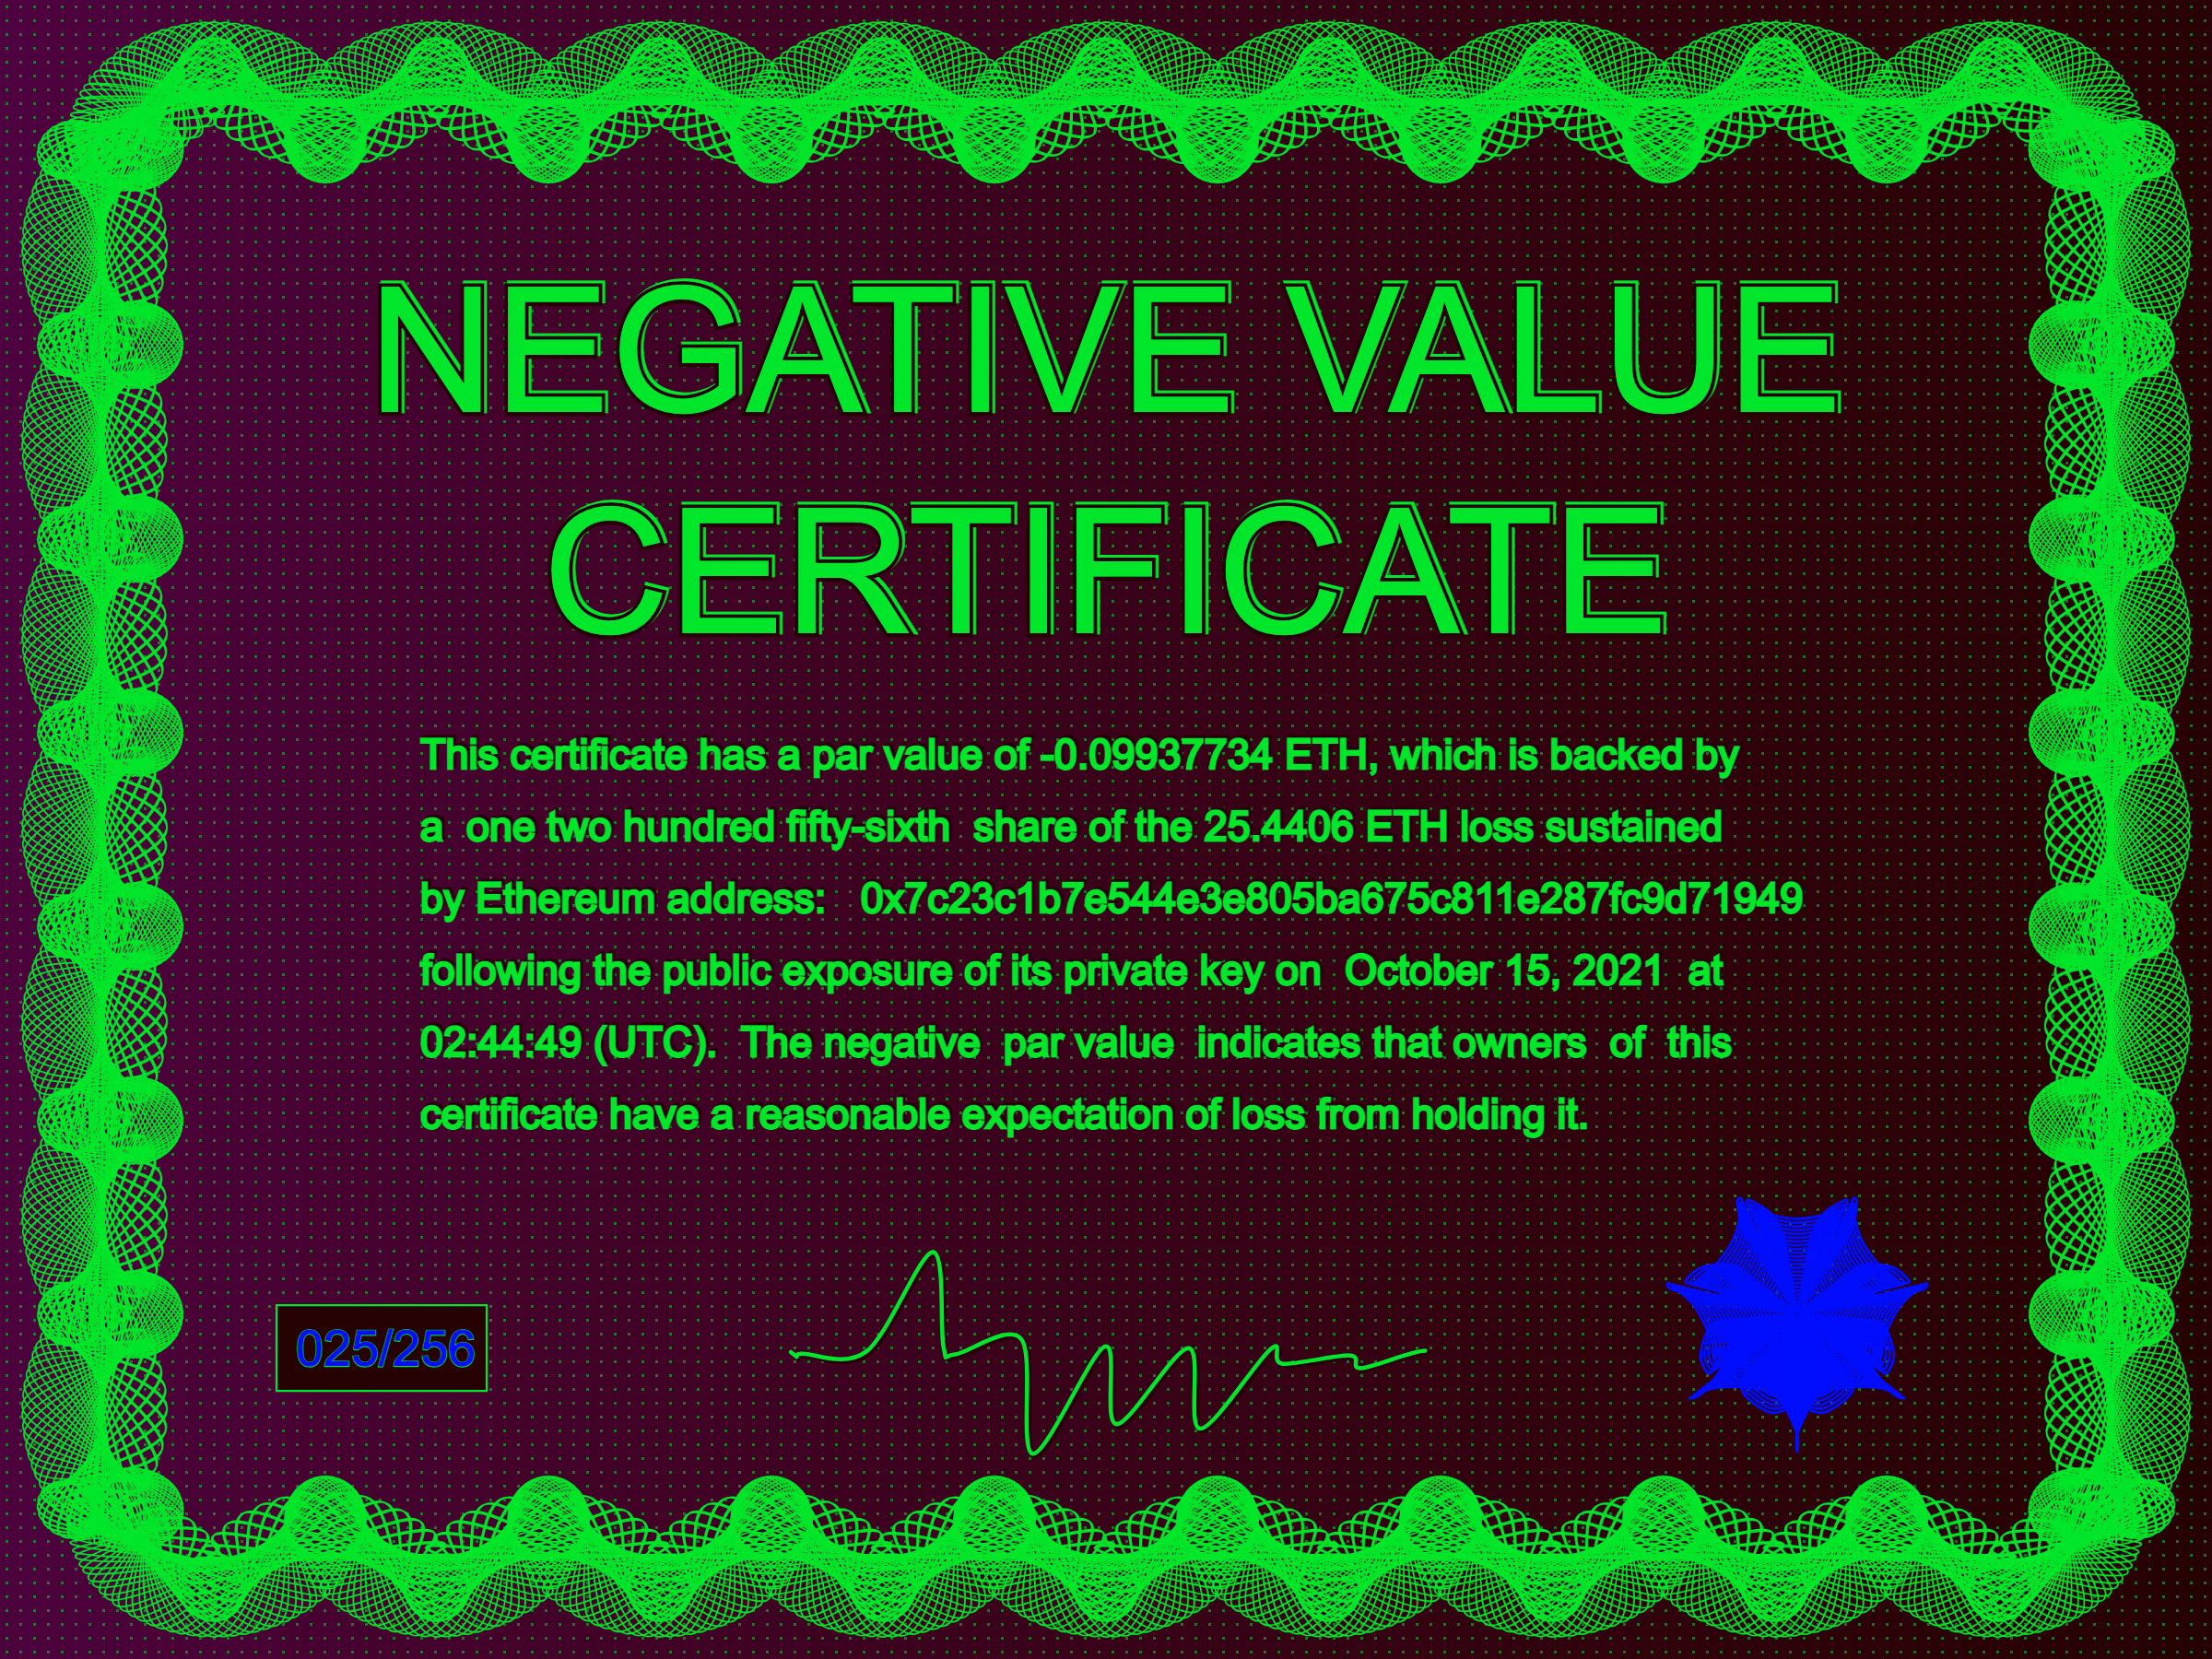 NEGATIVE VALUE
CERTIFICATE
This certificate has a par value of -0.09937734 ETH, which is backed by
a one two hundred fifty-sixth share of the 25.4406 ETH loss sustained
by Ethereum address: 0x7c23c1b7e544e3e805ba675c811e287fc9d71949
following the public exposure of its private key on October 15, 2021 at
02:44:49 (UTC). The negative par value indicates that owners of this
certificate have a reasonable expectation of loss from holding it.
025/256